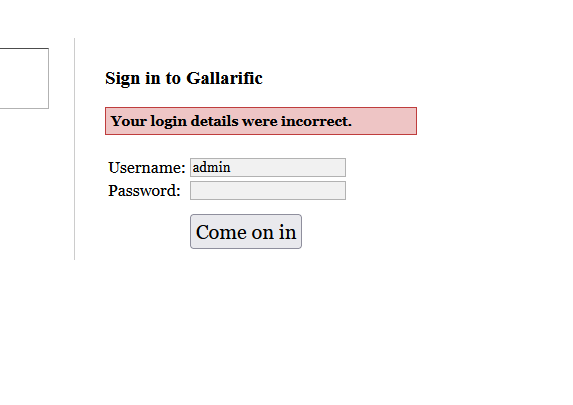 Sign in to Gallarific
Your login details were incorrect.
Username: admin
Password:
Come on in